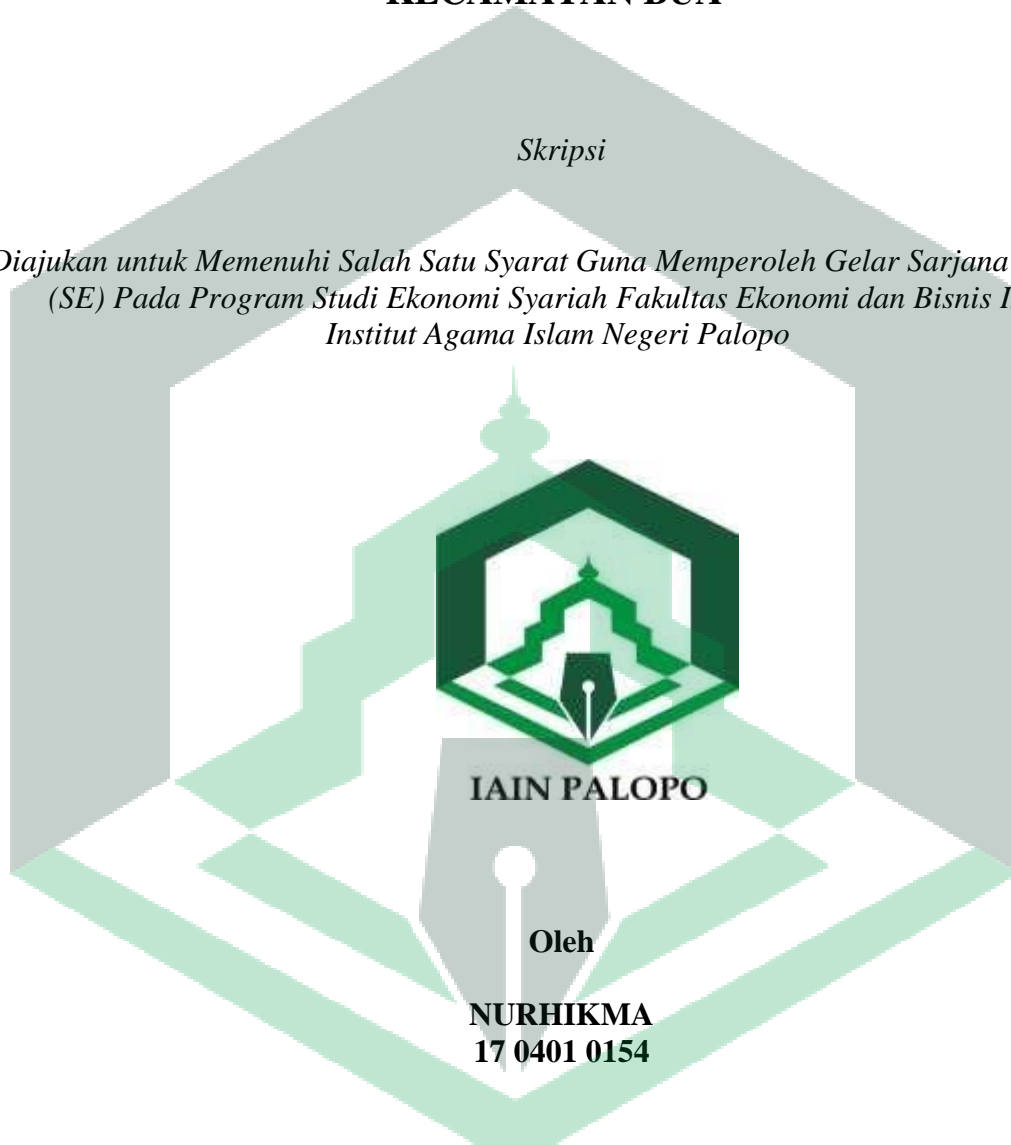 KECAMATAN BUA
Skripsi
Diajukan untuk Memenuhi Salah Satu Syarat Guna Memperoleh Gelar Sarjana
(SE) Pada Program Studi Ekonomi Syariah Fakultas Ekonomi dan Bisnis
Institut Agama Islam Negeri Palopo
IAIN PALOPO
Oleh
NURHIKMA
17 0401 0154